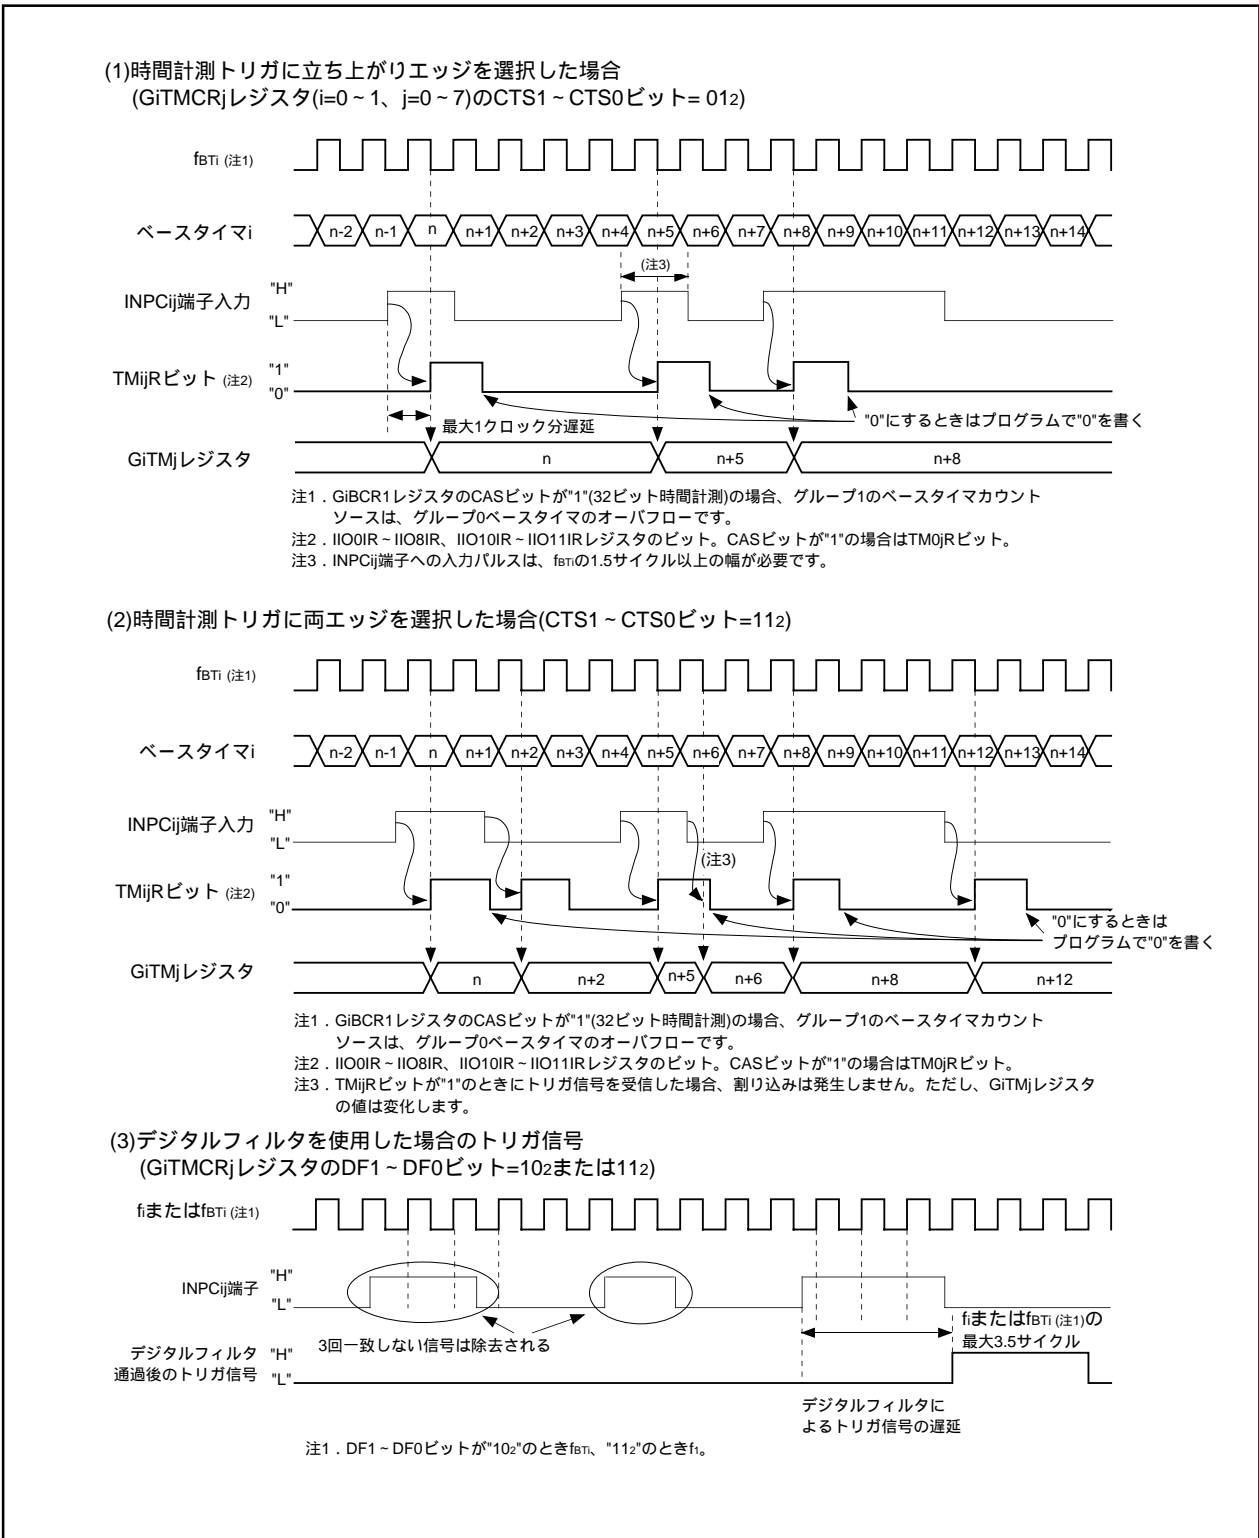 (1)時間計測トリガに立ち上がりエッジを選択した場合
(GiTMCRjレジスタ(i=0～1、j=0～7)のCTS1～CTS0ビット= 012)
fBTi (注1)
ベースタイマi
n-2 n-1 n n+1 n+2 n+3 n+4 n+5 n+6 n+7 n+8 n+9 n+10 n+11 n+12 n+13 n+14
(注3)
INPCij端子入力 "H"
"L"
TMijRビット (注2) "1"
"0"
最大1クロック分遅延
"0"にするときはプログラムで"0"を書く
GiTMjレジスタ n n+5 n+8
注1．GiBCR1レジスタのCASビットが"1"(32ビット時間計測)の場合、グループ1のベースタイマカウント
ソースは、グループ0ベースタイマのオーバフローです。
注2．IIO0IR～IIO8IR、IIO10IR～IIO11IRレジスタのビット。CASビットが"1"の場合はTM0jRビット。
注3．INPCij端子への入力パルスは、fBTiの1.5サイクル以上の幅が必要です。
(2)時間計測トリガに両エッジを選択した場合(CTS1～CTS0ビット=112)
fBTi (注1)
ベースタイマi
n-2 n-1 n n+1 n+2 n+3 n+4 n+5 n+6 n+7 n+8 n+9 n+10 n+11 n+12 n+13 n+14
INPCij端子入力 "H"
"L"
(注3)
TMijRビット (注2) "1"
"0"
"0"にするときは
プログラムで"0"を書く
GiTMjレジスタ n n+2 n+5 n+6 n+8 n+12
注1．GiBCR1レジスタのCASビットが"1"(32ビット時間計測)の場合、グループ1のベースタイマカウント
ソースは、グループ0ベースタイマのオーバフローです。
注2．IIO0IR～IIO8IR、IIO10IR～IIO11IRレジスタのビット。CASビットが"1"の場合はTM0jRビット。
注3．TMijRビットが"1"のときにトリガ信号を受信した場合、割り込みは発生しません。ただし、GiTMjレジスタ
の値は変化します。
(3)デジタルフィルタを使用した場合のトリガ信号
(GiTMCRjレジスタのDF1～DF0ビット=102または112)
fiまたはfBTi (注1)
INPCij端子 "H"
"L"
3回一致しない信号は除去される
fiまたはfBTi (注1)の
最大3.5サイクル
デジタルフィルタ "H"
通過後のトリガ信号 "L"
デジタルフィルタに
よるトリガ信号の遅延
注1．DF1～DF0ビットが"102"のときfBTi、"112"のときf1。